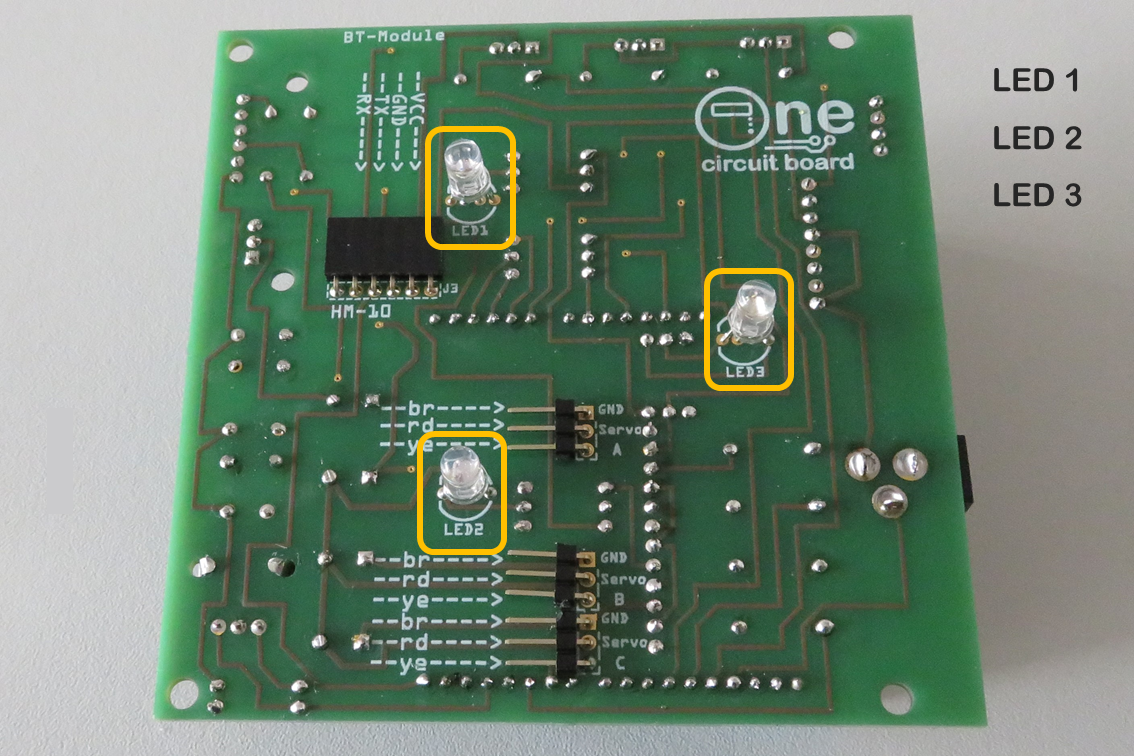 BT-Module
VCC---->
GND---->
TX---->
RX---->
One
circuit board
LED 1
LED 2
LED 3
LED1
J3
HM-10
LED3
--br---->
GND
--rd---->
Servo
--ye
A
LED2
--br---->
GND
--rd---->
Servo
--ye---->
B
--br---->
GND
--rd---->
Servo
--ye---->
C